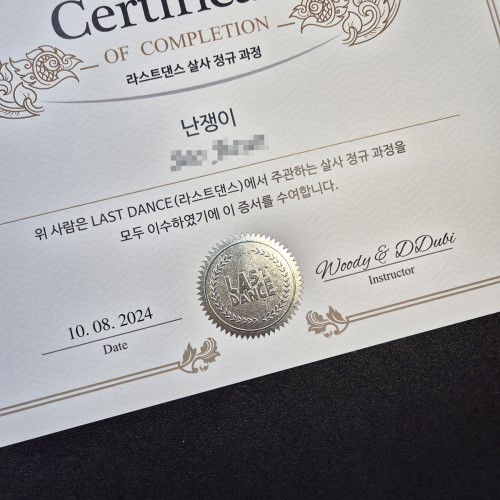 OF COMPLETION
라스트댄스 살사 정규 과정
난쟁이
위 사람은 LAST DANCE(라스트댄스)에서 주관하는 살사 정규 과정을
모두 이수하였기에 이 증서를 수여합니다.
LAST
DANCE
Woody & DDubi
Instructor
10. 08. 2024
Date